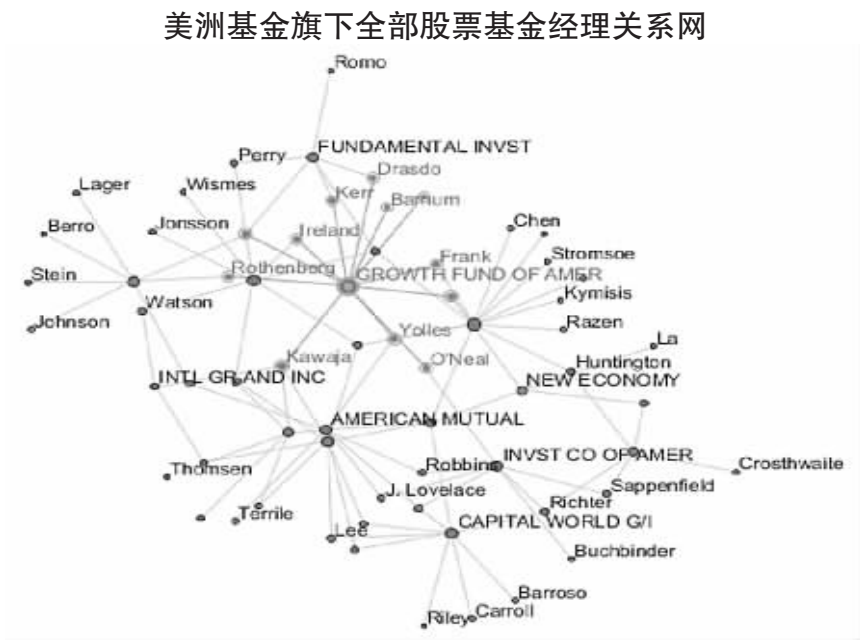 美洲基金旗下全部股票基金经理关系网
Romo
FUNDAMENTAL INVST
Perry
Drasdo
Lager
Wismes
Kerr
Barnum
Berro
Jonsson
Ireland
Chen
Frank
Stromsoe
Stein
Rothenberg
GROWTH FUND OF AMER
Kymisis
Watson
Johnson
Yolles
Razen
La
Kawaja
O'Neal
Huntington
INTL GR AND INC
NEW ECONOMY
AMERICAN MUTUAL
Thomsen
Robbins
INVST CO OF AMER
Crosthwaite
J. Lovelace
Sappenfield
Richter
Terrile
Lee
CAPITAL WORLD G/I
Buchbinder
Barroso
Riley
Carroll